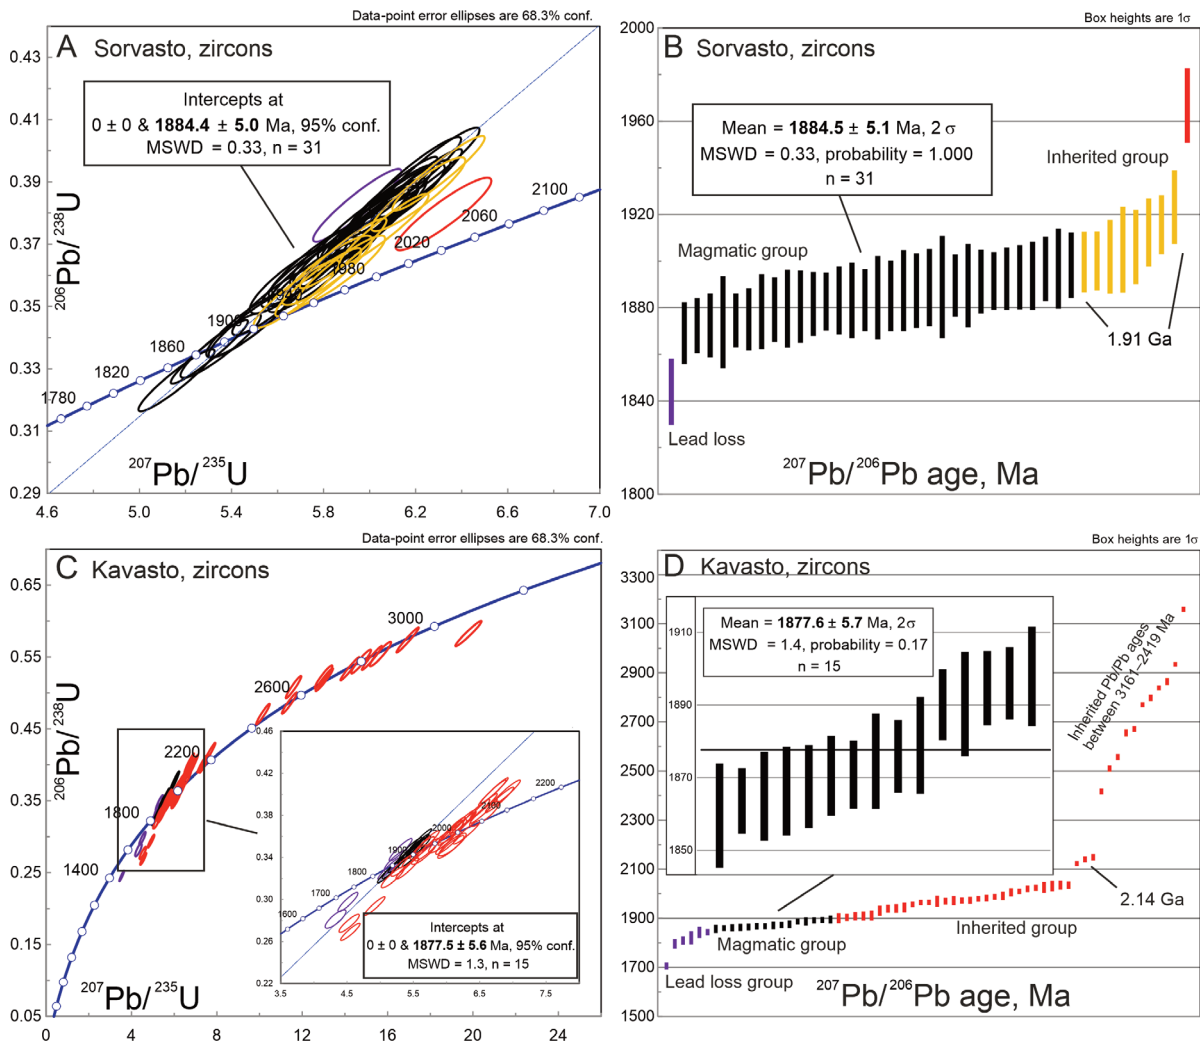 Data-point error ellipses are 68.3% conf.
A Sorvasto, zircons
Intercepts at
0 ± 0 & 1884.4 ± 5.0 Ma, 95% conf.
MSWD = 0.33, n = 31
0.43
0.41
0.39
0.37
0.35
0.33
0.31
0.29
206Pb/238U
1780
1820
1860
1900
1980
2020
2060
2100
207Pb/235U
4.6 5.0 5.4 5.8 6.2 6.6 7.0
Box heights are 1σ
B Sorvasto, zircons
2000
1960
1920
1880
1840
1800
Mean = 1884.5 ± 5.1 Ma, 2 σ
MSWD = 0.33, probability = 1.000
n = 31
Inherited group
Magmatic group
1.91 Ga
Lead loss
207Pb/206Pb age, Ma
Data-point error ellipses are 68.3% conf.
C Kavasto, zircons
0.65
0.55
0.45
0.35
0.25
0.15
0.05
206Pb/238U
3000
2600
2200
1800
1400
207Pb/235U
0 4 8 12 16 20 24
0.46
0.42
0.38
0.34
0.30
0.26
0.22
2200
2100
2000
1900
1800
1700
1600
Intercepts at
0 ± 0 & 1877.5 ± 5.6 Ma, 95% conf.
MSWD = 1.3, n = 15
3.5 4.5 5.5 6.5 7.5
Box heights are 1σ
D Kavasto, zircons
3300
3100
2900
2700
2500
2300
2100
1900
1700
1500
Mean = 1877.6 ± 5.7 Ma, 2σ
MSWD = 1.4, probability = 0.17
n = 15
1910
1890
1870
1850
Inherited Pb/Pb ages
between 3161–2419 Ma
2.14 Ga
Magmatic group
Inherited group
Lead loss group
207Pb/206Pb age, Ma